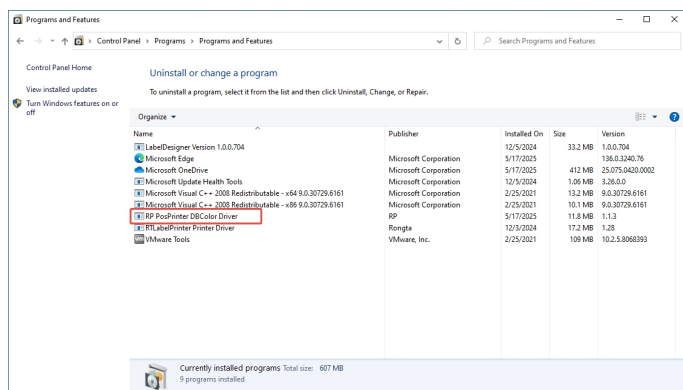 Programs and Features
Control Panel > Programs > Programs and Features
Search Programs and Features
Control Panel Home
View installed updates
Turn Windows features on or off
Uninstall or change a program
To uninstall a program, select it from the list and then click Uninstall, Change, or Repair.
Organize
Name Publisher Installed On Size Version
LabelDesigner Version 1.0.0.704 12/5/2024 33.2 MB 1.0.0.704
Microsoft Edge Microsoft Corporation 5/17/2025 136.0.3240.76
Microsoft OneDrive Microsoft Corporation 5/17/2025 412 MB 25.075.0420.0002
Microsoft Update Health Tools Microsoft Corporation 12/5/2024 1.06 MB 3.26.0.0
Microsoft Visual C++ 2008 Redistributable - x64 9.0.30729.6161 Microsoft Corporation 2/25/2021 13.2 MB 9.0.30729.6161
Microsoft Visual C++ 2008 Redistributable - x86 9.0.30729.6161 Microsoft Corporation 2/25/2021 10.1 MB 9.0.30729.6161
RP PosPrinter DBColor Driver RP 5/17/2025 11.8 MB 1.1.3
RTLabelPrinter Printer Driver Rongta 12/3/2024 17.2 MB 1.28
VMware Tools VMware, Inc. 2/25/2021 109 MB 10.2.5.8068393
Currently installed programs Total size: 607 MB
9 programs installed